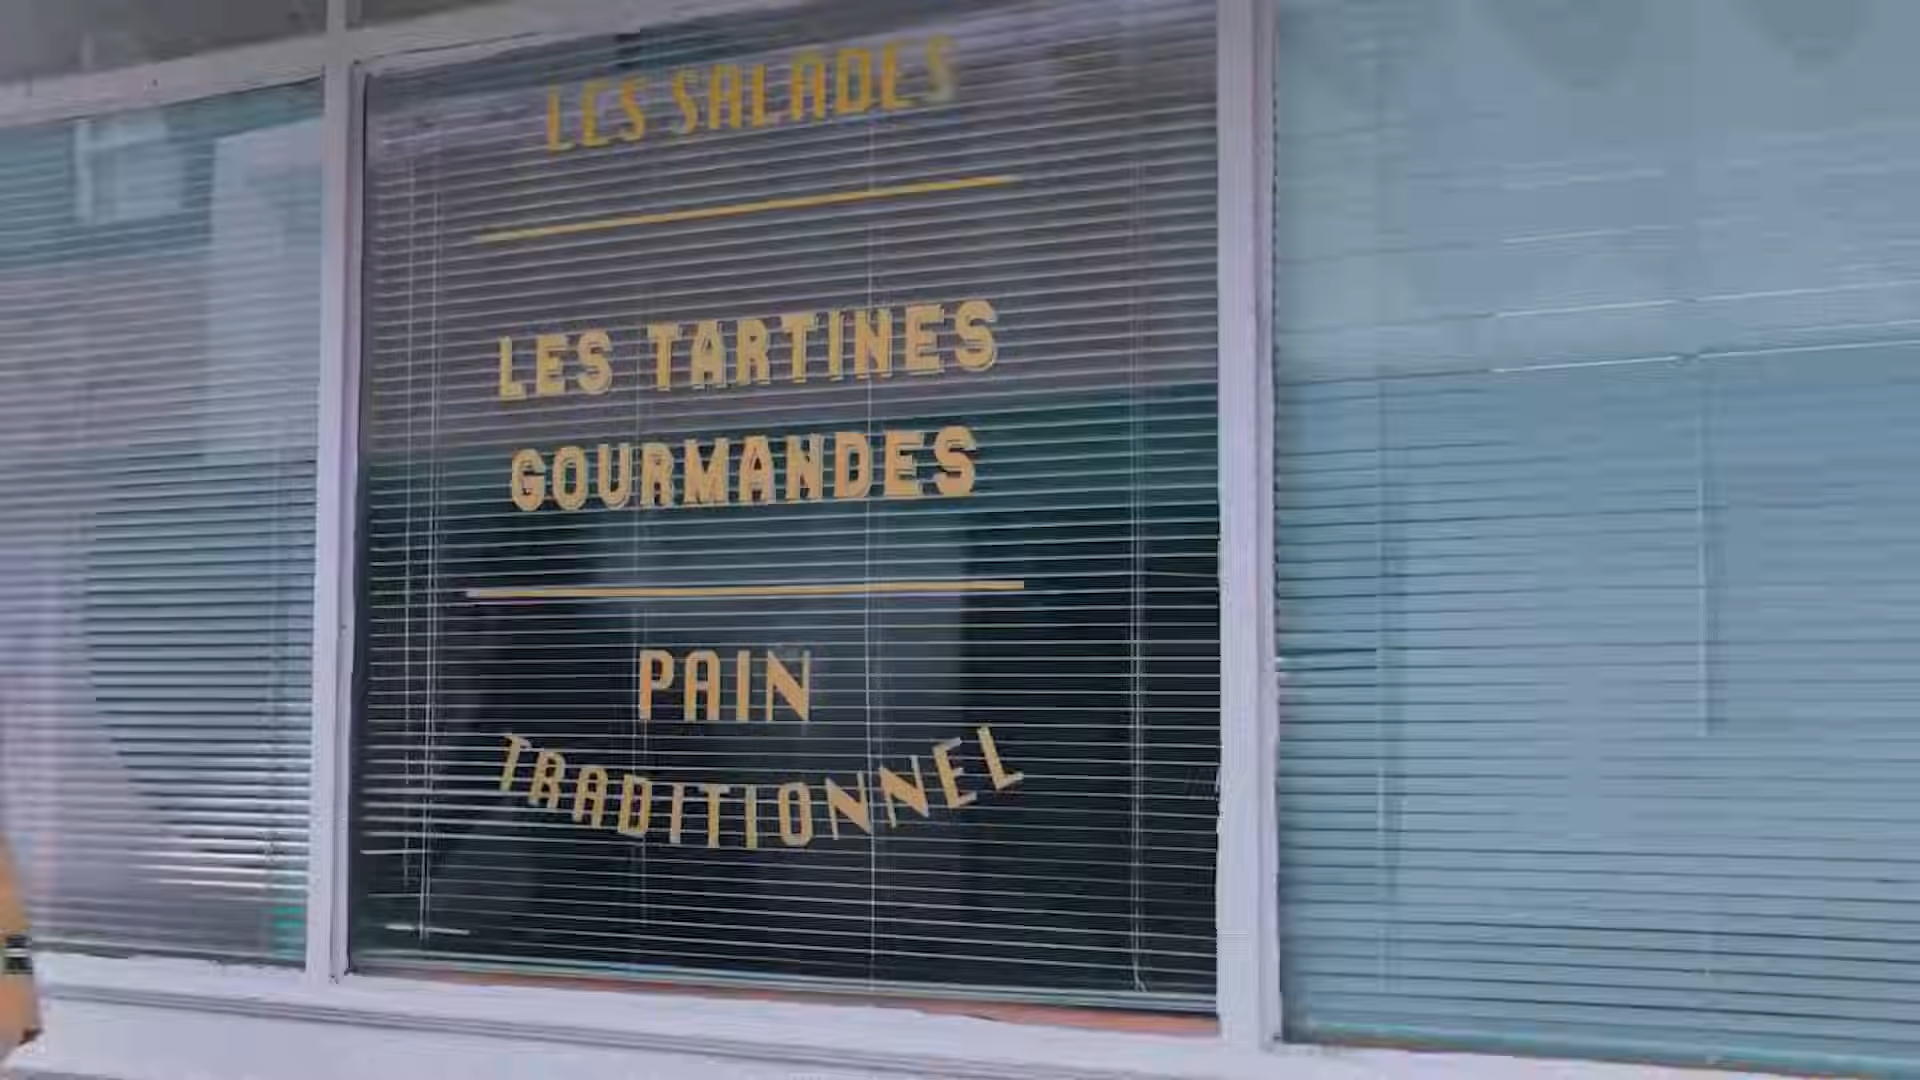 LES SALADES
LES TARTINES
GOURMANDES
PAIN
TRADITIONNEL